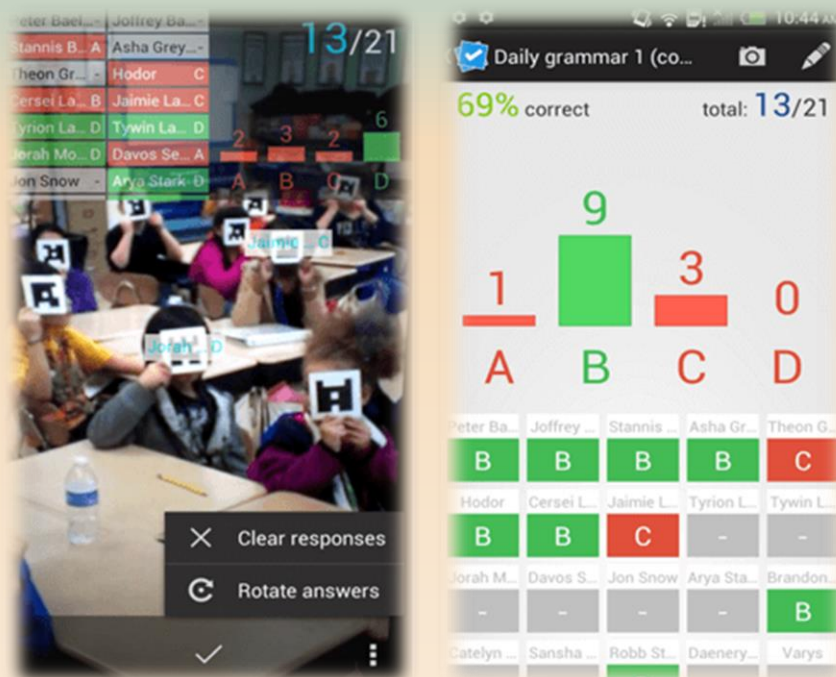 Peter Bael... - Joffrey Ba...
Stannis B... A Asha Grey... -
Theon Gr... - Hodor C
Cersei La... B Jaimie La... C
Tyrion La... D Tywin La... D
Jorah Mo... D Davos Se... A
Jon Snow - Arya Stark D
13/21
2 3 2 6
A B C D
Jaimie ... C
Jorah ... D
Clear responses
Rotate answers
10:44
Daily grammar 1 (co...
69% correct total: 13/21
1 9 3 0
A B C D
Peter Ba... Joffrey ... Stannis ... Asha Gr... Theon G...
B B B B C
Hodor Cersei L... Jaimie L... Tyrion L... Tywin L...
B B C - -
Jorah M... Davos S... Jon Snow Arya Sta... Brandon...
- - - - B
Catelyn ... Sansha ... Robb St... Daenery... Varys